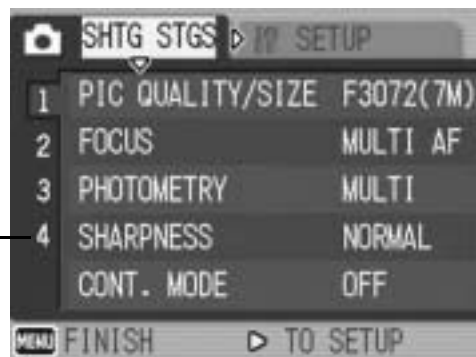 SHTG STGS SETUP
1 PIC QUALITY/SIZE F3072(7M)
2 FOCUS MULTI AF
3 PHOTOMETRY MULTI
4 SHARPNESS NORMAL
CONT. MODE OFF
MENU FINISH TO SETUP